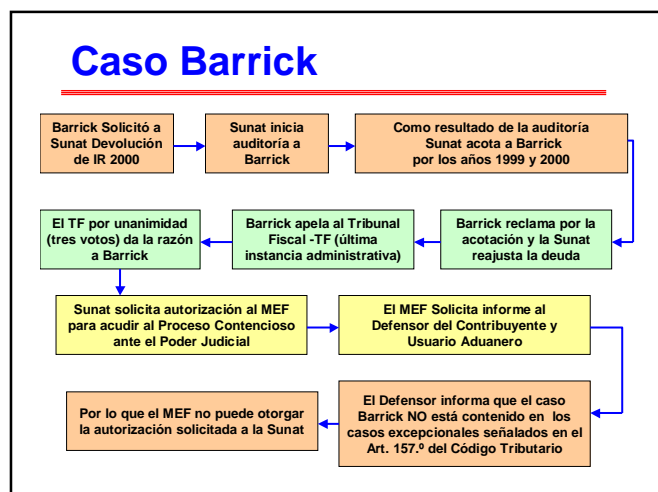 Caso Barrick
Barrick Solicitó a
Sunat Devolución
de IR 2000
Sunat inicia
auditoría a
Barrick
Como resultado de la auditoría
Sunat acota a Barrick
por los años 1999 y 2000
Barrick reclama por la
acotación y la Sunat
reajusta la deuda
Barrick apela al Tribunal
Fiscal -TF (última
instancia administrativa)
El TF por unanimidad
(tres votos) da la razón
a Barrick
Sunat solicita autorización al MEF
para acudir al Proceso Contencioso
ante el Poder Judicial
El MEF Solicita informe al
Defensor del Contribuyente y
Usuario Aduanero
El Defensor informa que el caso
Barrick NO está contenido en los
casos excepcionales señalados en el
Art. 157.º del Código Tributario
Por lo que el MEF no puede otorgar
la autorización solicitada a la Sunat